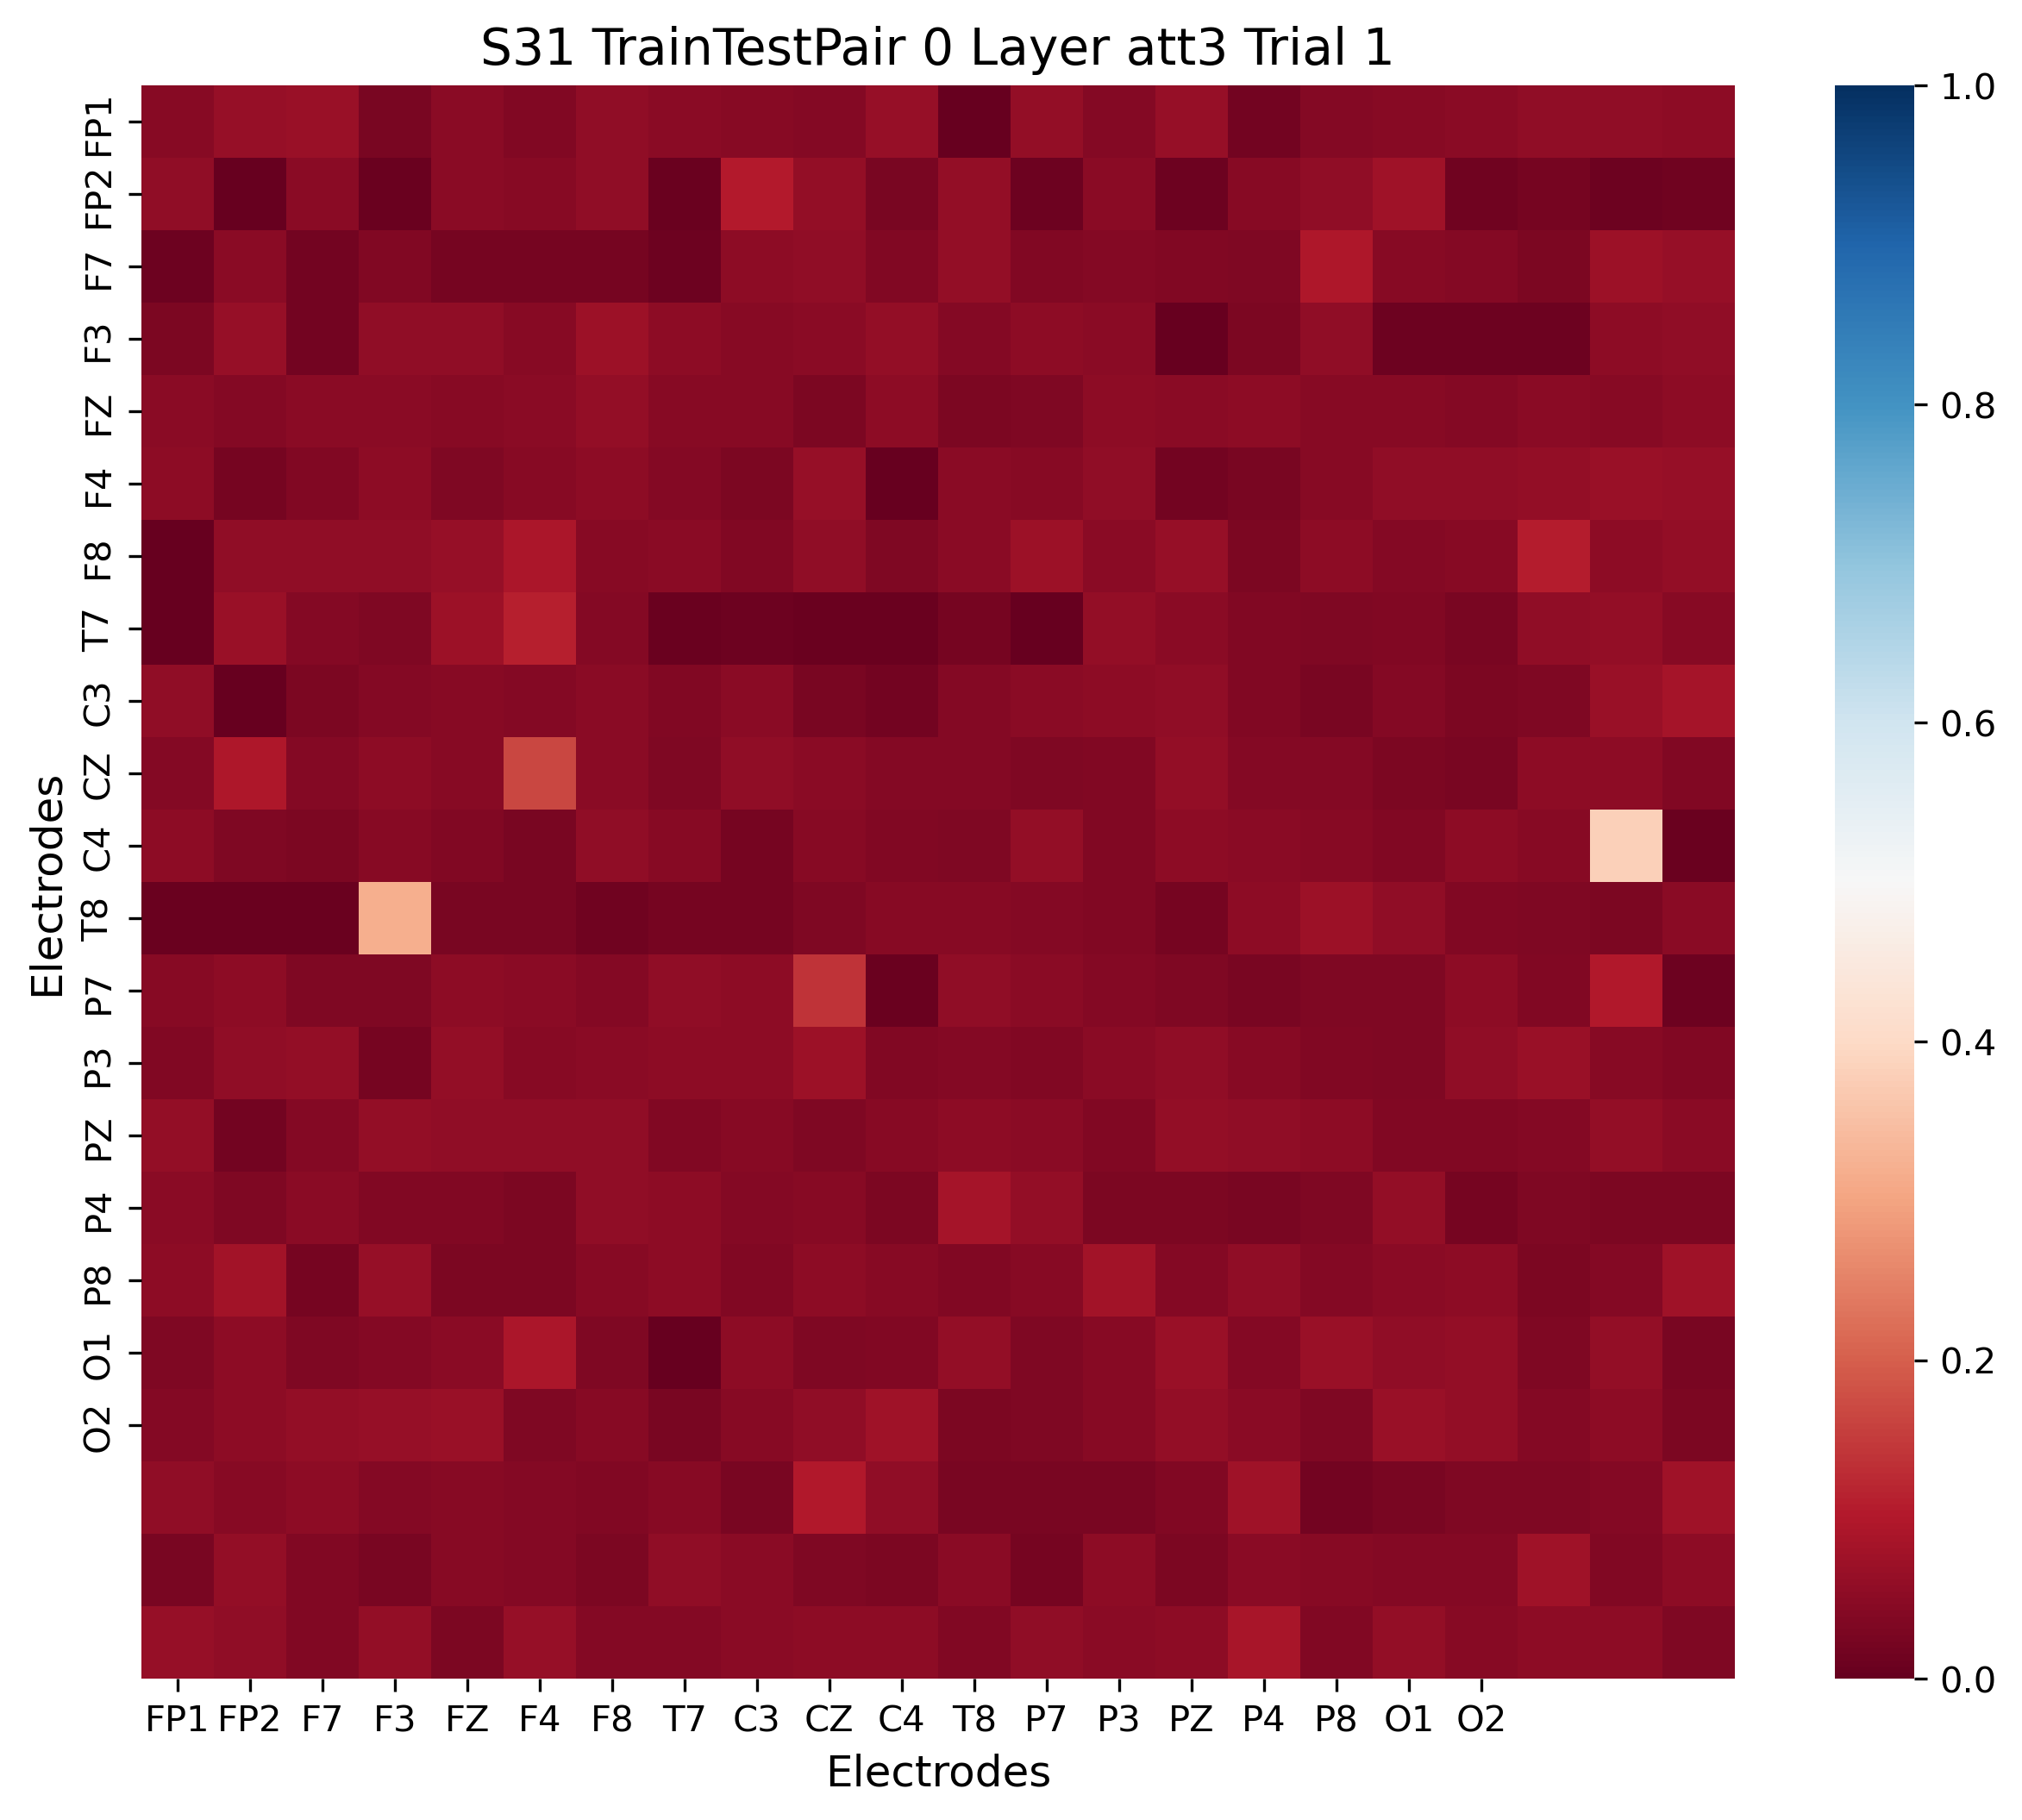 S31 TrainTestPair 0 Layer att3 Trial 1
Electrodes
FP1
FP2
F7
F3
FZ
F4
F8
T7
C3
CZ
C4
T8
P7
P3
PZ
P4
P8
O1
O2
FP1 FP2 F7 F3 FZ F4 F8 T7 C3 CZ C4 T8 P7 P3 PZ P4 P8 O1 O2
Electrodes
1.0
0.8
0.6
0.4
0.2
0.0